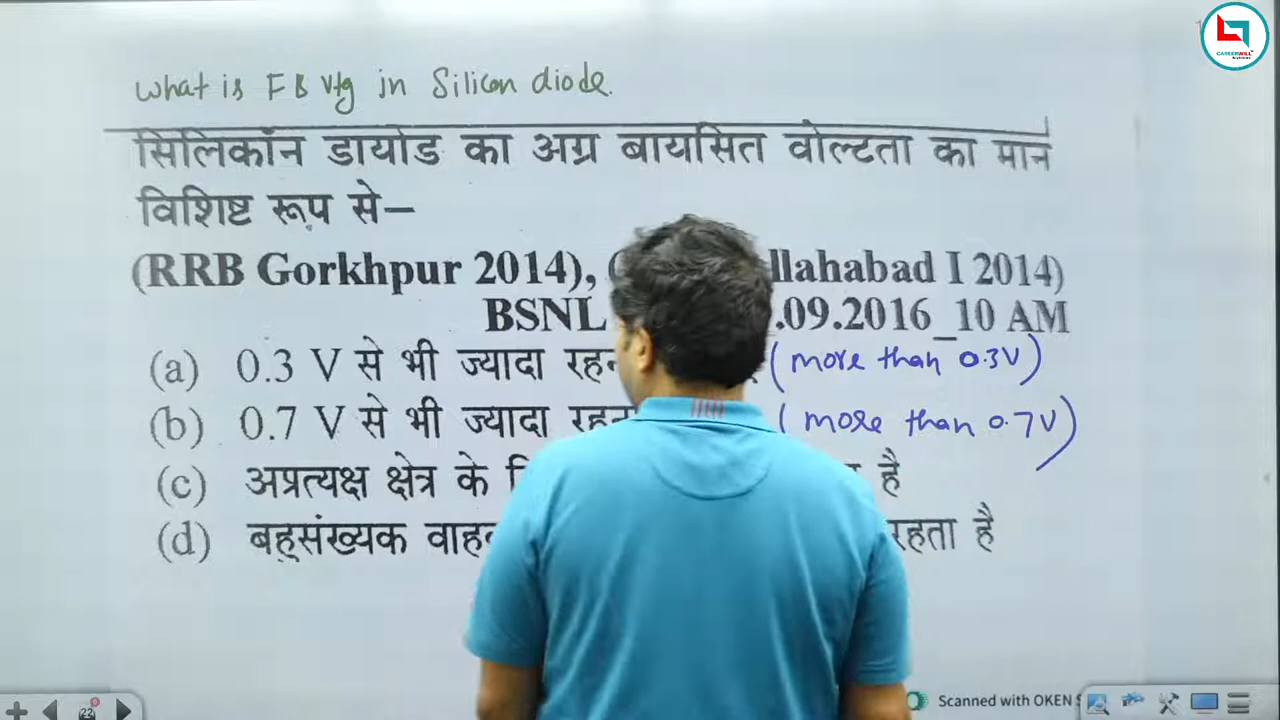 CAREERWILL
What is FB Vtg in Silicon diode.
सिलिकॉन डायोड का अग्र बायसित वोल्टता का मान
विशिष्ट रूप से–
(RRB Gorkhpur 2014), llahabad I 2014)
BSNL .09.2016_10 AM
(a) 0.3 V से भी ज्यादा (more than 0.3V)
(b) 0.7 V से भी ज्यादा (more than 0.7V)
(c) अप्रत्यक्ष क्षेत्र के है
(d) बहुसंख्यक रहता है
22
Scanned with OKEN